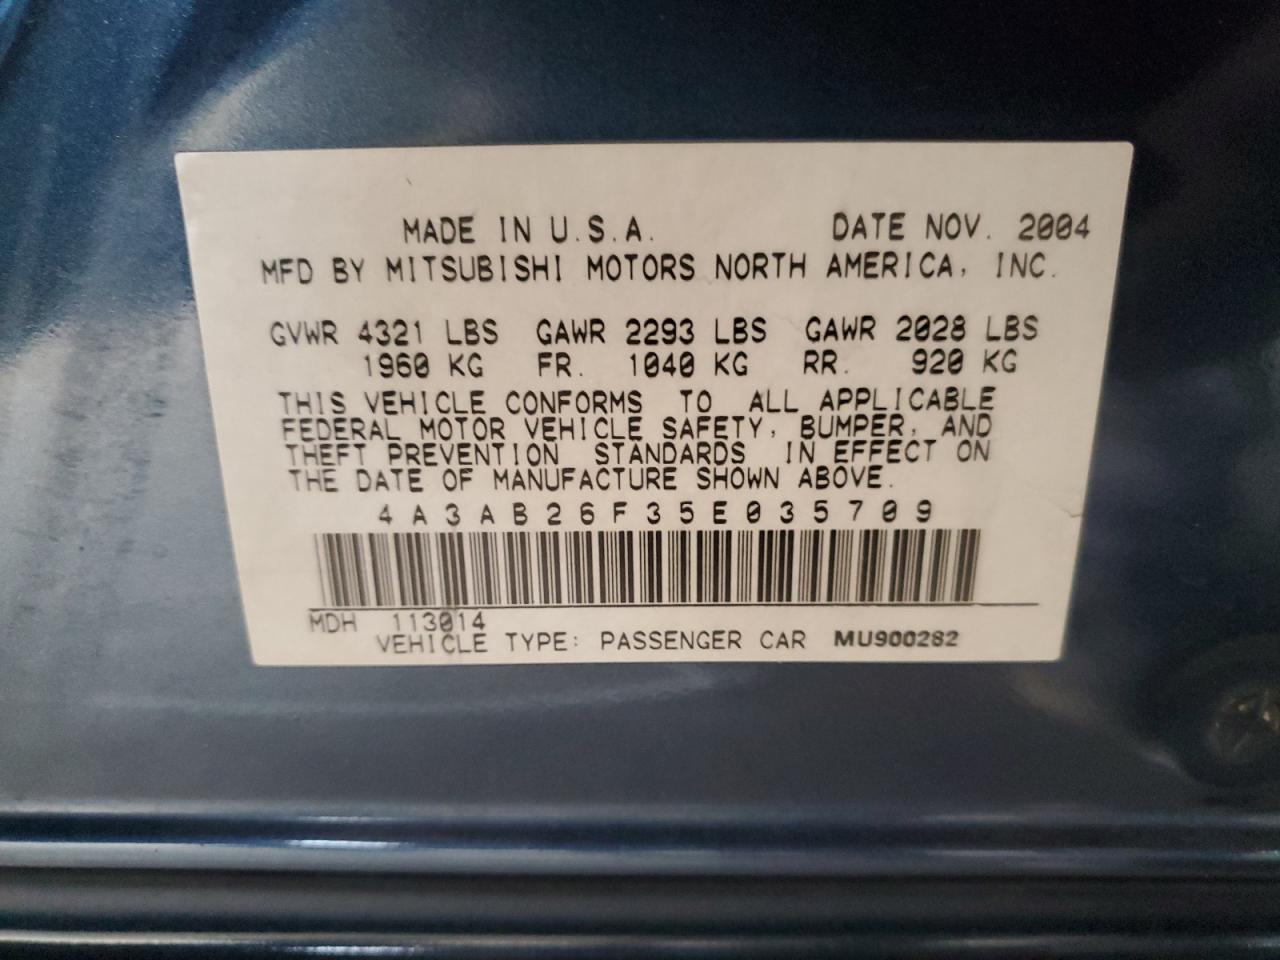 MADE IN U.S.A. DATE NOV. 2004
MFD BY MITSUBISHI MOTORS NORTH AMERICA, INC.
GVWR 4321 LBS GAWR 2293 LBS GAWR 2028 LBS
1960 KG FR. 1040 KG RR. 920 KG
THIS VEHICLE CONFORMS TO ALL APPLICABLE
FEDERAL MOTOR VEHICLE SAFETY, BUMPER, AND
THEFT PREVENTION STANDARDS IN EFFECT ON
THE DATE OF MANUFACTURE SHOWN ABOVE.
4A3AB26F35E035709
MDH 113014
VEHICLE TYPE: PASSENGER CAR MU900282